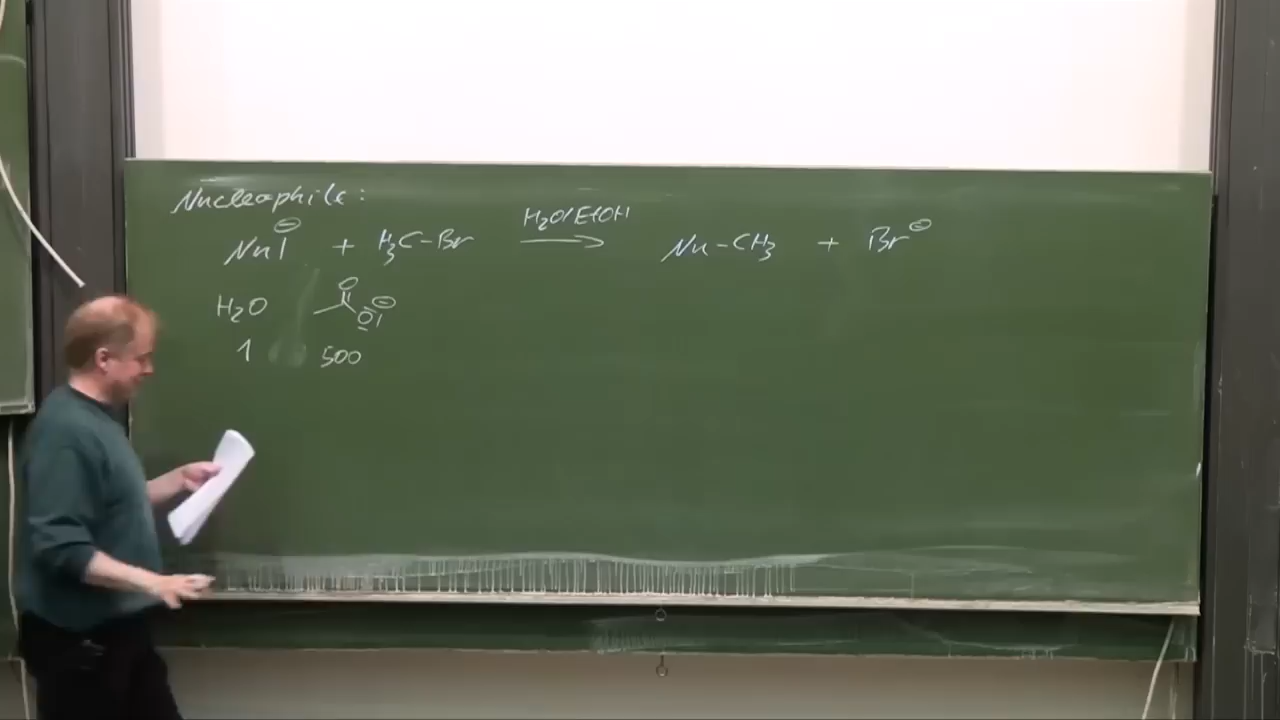 Nucleophile:
Nu|⊖ + H₃C-Br H₂O/EtOH → Nu-CH₃ + Br⊖
H₂O O O⊖
1 500